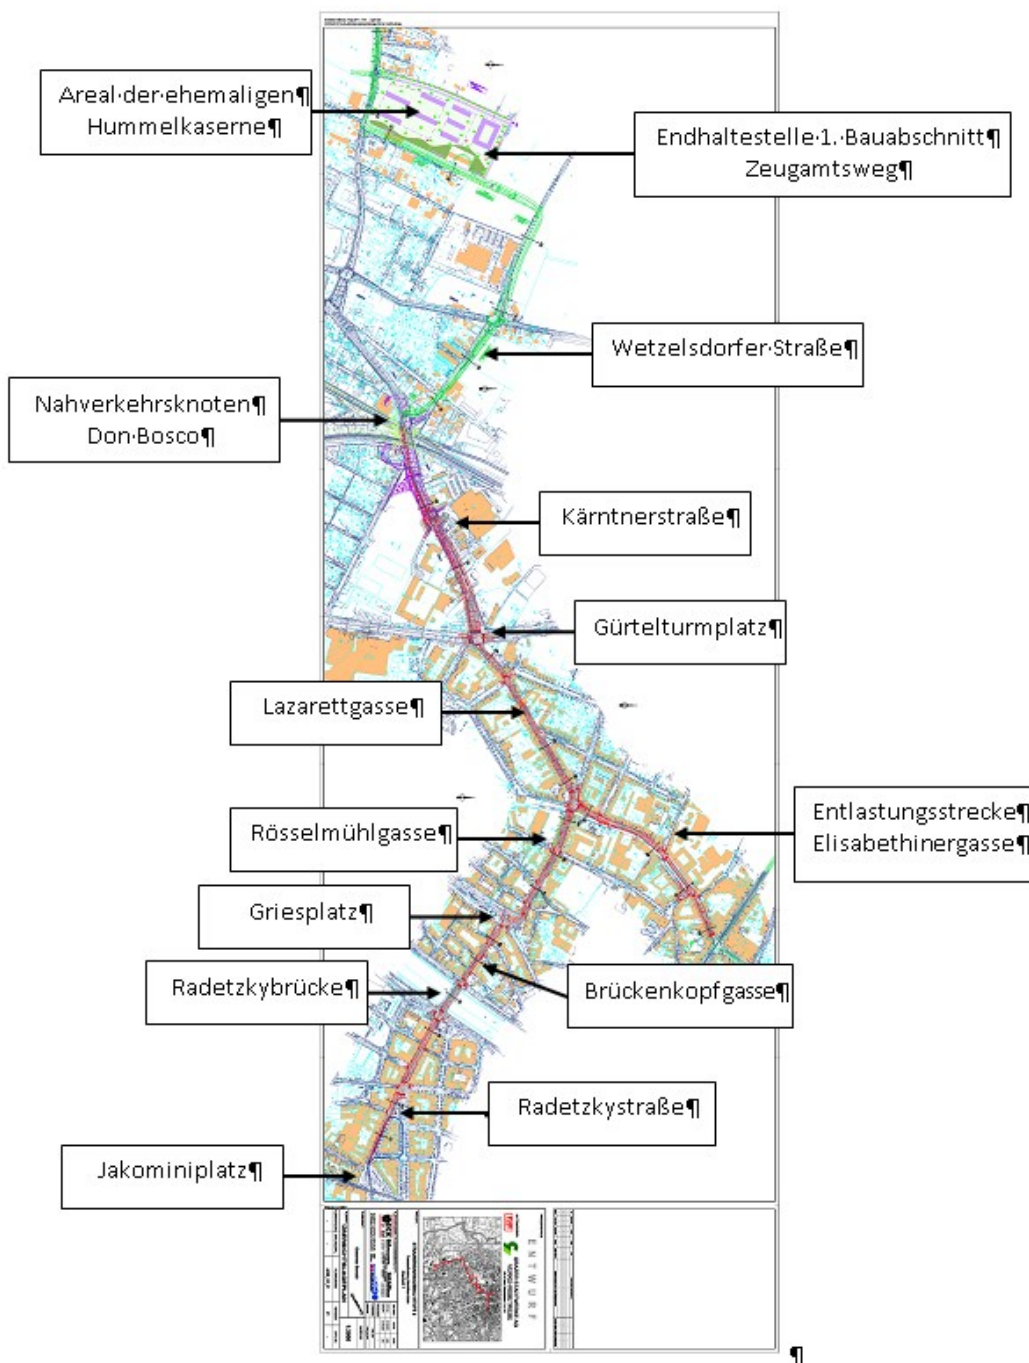 Areal·der·ehemaligen¶
Hummelkaserne¶
Endhaltestelle·1.·Bauabschnitt¶
Zeugamtsweg¶
Wetzelsdorfer·Straße¶
Nahverkehrsknoten¶
Don·Bosco¶
Kärntnerstraße¶
Gürtelturmplatz¶
Lazarettgasse¶
Entlastungsstrecke¶
Elisabethinergasse¶
Rösselmühlgasse¶
Griesplatz¶
Radetzkybrücke¶
Brückenkopfgasse¶
Radetzkystraße¶
Jakominiplatz¶
ENTWURF
¶